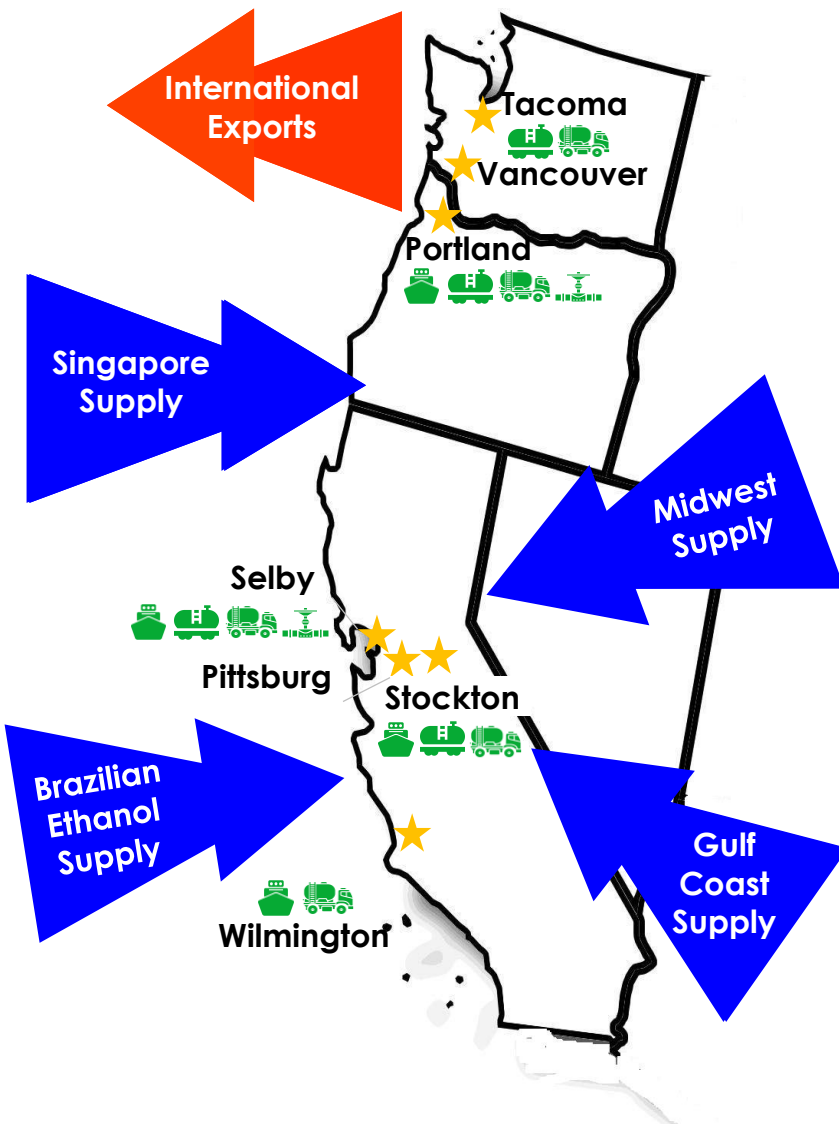 International
Exports
Tacoma
Vancouver
Portland
Singapore
Supply
Midwest
Supply
Selby
Pittsburg
Stockton
Brazilian
Ethanol
Supply
Gulf
Coast
Supply
Wilmington